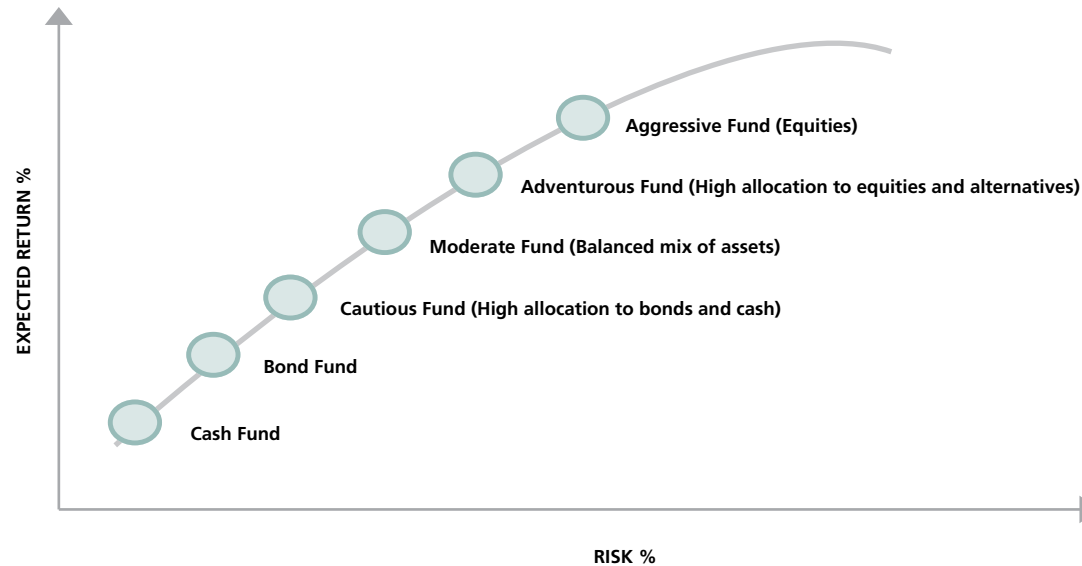 Aggressive Fund (Equities)
Adventurous Fund (High allocation to equities and alternatives)
Moderate Fund (Balanced mix of assets)
Cautious Fund (High allocation to bonds and cash)
Bond Fund
Cash Fund
EXPECTED RETURN %
RISK %